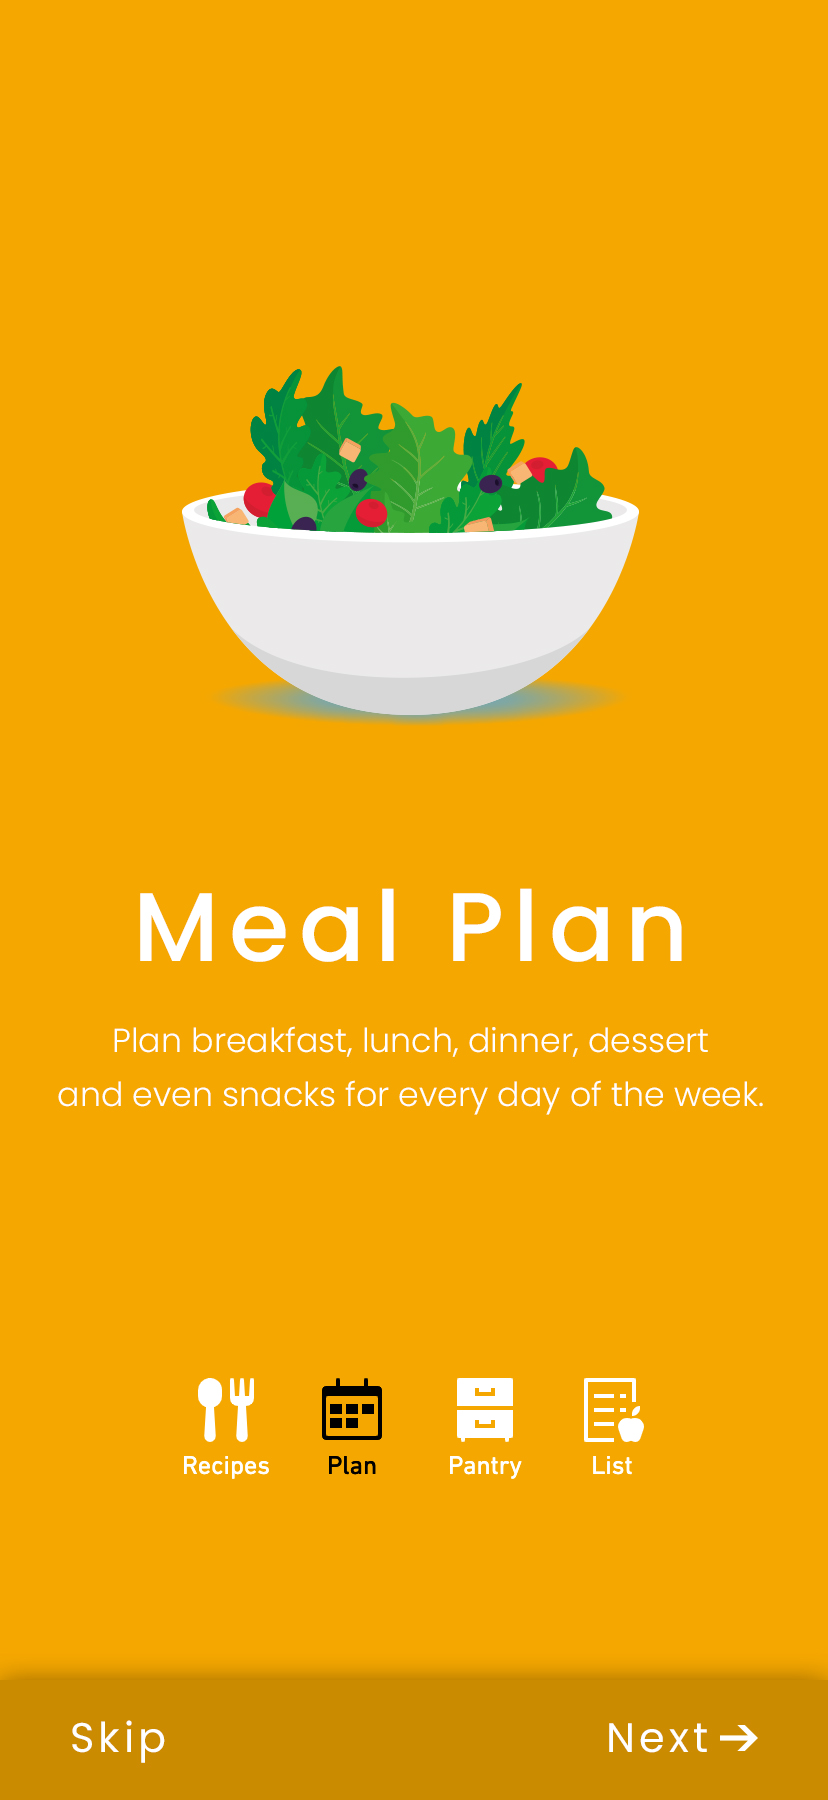 Meal Plan
Plan breakfast, lunch, dinner, dessert
and even snacks for every day of the week.
Recipes Plan Pantry List
Skip Next